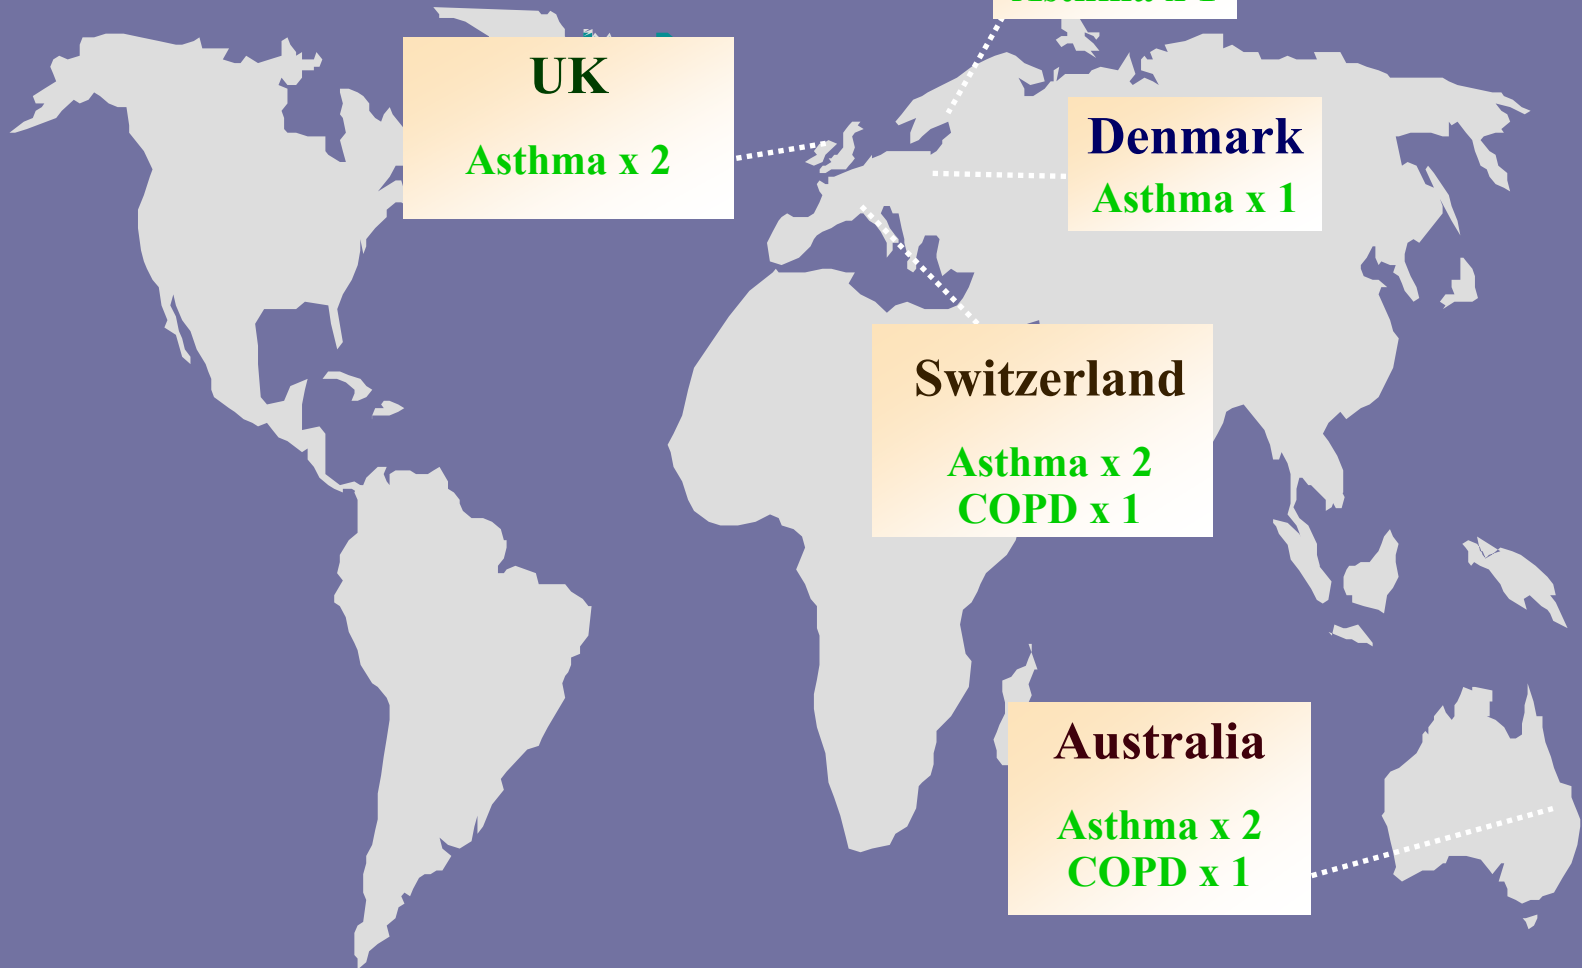 UK
Asthma x 2
Denmark
Asthma x 1
Switzerland
Asthma x 2
COPD x 1
Australia
Asthma x 2
COPD x 1